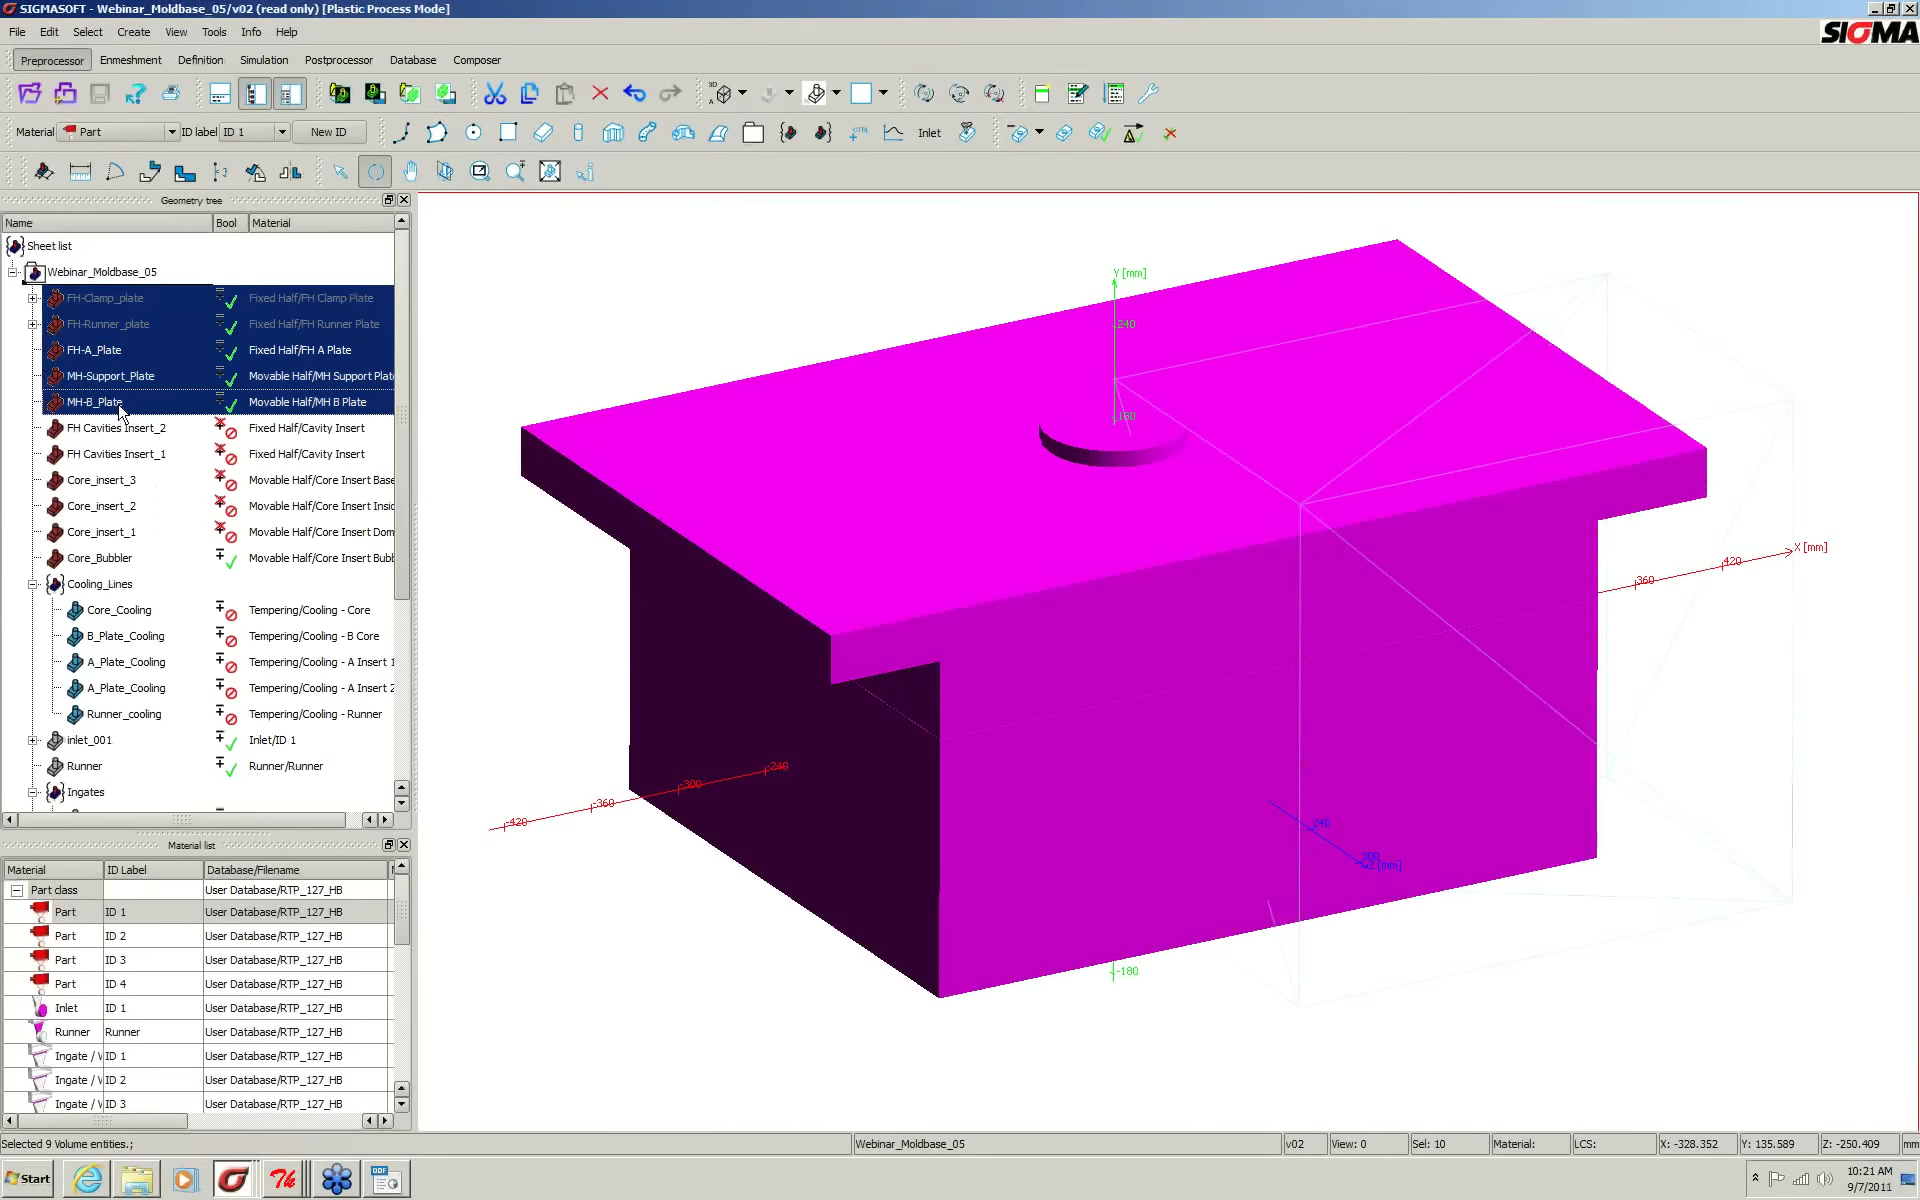 SIGMASOFT - Webinar_Moldbase_05/v02 (read only) [Plastic Process Mode]
File Edit Select Create View Tools Info Help
SIGMA
Preprocessor Enmeshment Definition Simulation Postprocessor Database Composer
Material Part ID label ID 1 New ID Inlet
Geometry tree
Name Bool Material
Sheet list
Webinar_Moldbase_05
FH-Clamp_plate Fixed Half/FH Clamp Plate
FH-Runner_plate Fixed Half/FH Runner Plate
FH-A_Plate Fixed Half/FH A Plate
MH-Support_Plate Movable Half/MH Support Plat
MH-B_Plate Movable Half/MH B Plate
FH Cavities Insert_2 Fixed Half/Cavity Insert
FH Cavities Insert_1 Fixed Half/Cavity Insert
Core_insert_3 Movable Half/Core Insert Base
Core_insert_2 Movable Half/Core Insert Insid
Core_insert_1 Movable Half/Core Insert Dom
Core_Bubbler Movable Half/Core Insert Bubb
Cooling_Lines
Core_Cooling Tempering/Cooling - Core
B_Plate_Cooling Tempering/Cooling - B Core
A_Plate_Cooling Tempering/Cooling - A Insert 1
A_Plate_Cooling Tempering/Cooling - A Insert 2
Runner_cooling Tempering/Cooling - Runner
inlet_001 Inlet/ID 1
Runner Runner/Runner
Ingates
Material list
Material ID Label Database/Filename
Part class User Database/RTP_127_HB
Part ID 1 User Database/RTP_127_HB
Part ID 2 User Database/RTP_127_HB
Part ID 3 User Database/RTP_127_HB
Part ID 4 User Database/RTP_127_HB
Inlet ID 1 User Database/RTP_127_HB
Runner Runner User Database/RTP_127_HB
Ingate / V ID 1 User Database/RTP_127_HB
Ingate / V ID 2 User Database/RTP_127_HB
Ingate / V ID 3 User Database/RTP_127_HB
Y [mm]
240
160
X [mm]
420
360
-240
-300
-360
-420
240
300
Z [mm]
-180
Selected 9 Volume entities.; Webinar_Moldbase_05 v02 View: 0 Sel: 10 Material: LCS: X: -328.352 Y: 135.589 Z: -250.409 mm
Start Th DDF 10:21 AM
9/7/2011